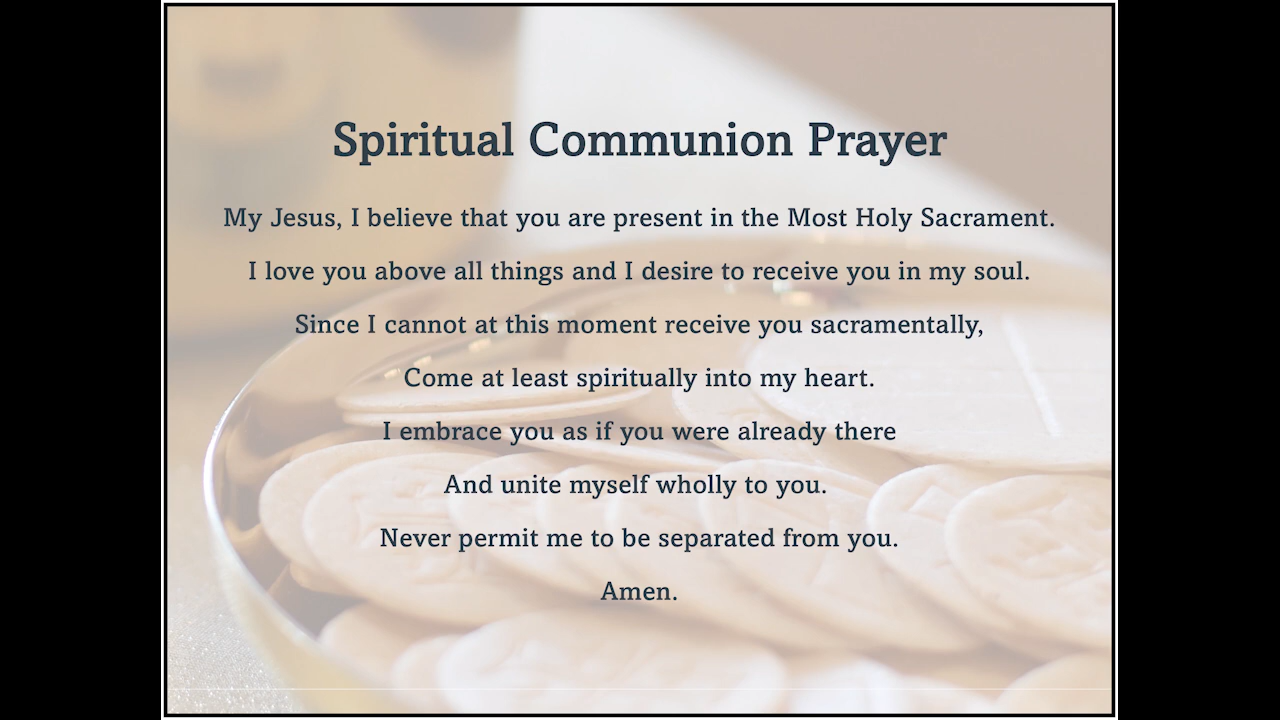 Spiritual Communion Prayer
My Jesus, I believe that you are present in the Most Holy Sacrament.
I love you above all things and I desire to receive you in my soul.
Since I cannot at this moment receive you sacramentally,
Come at least spiritually into my heart.
I embrace you as if you were already there
And unite myself wholly to you.
Never permit me to be separated from you.
Amen.